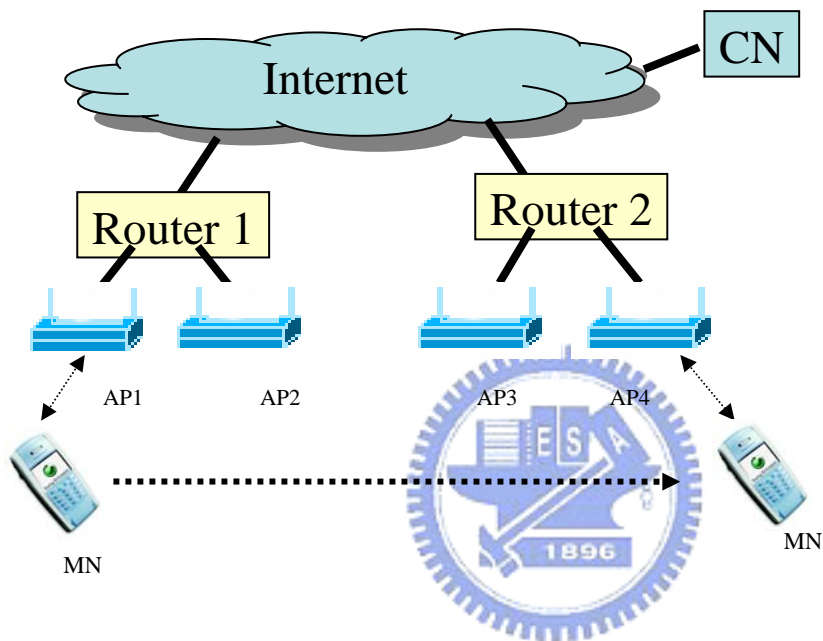 CN
Internet
Router 1
Router 2
AP1
AP2
AP3
AP4
E S A
1896
MN
MN